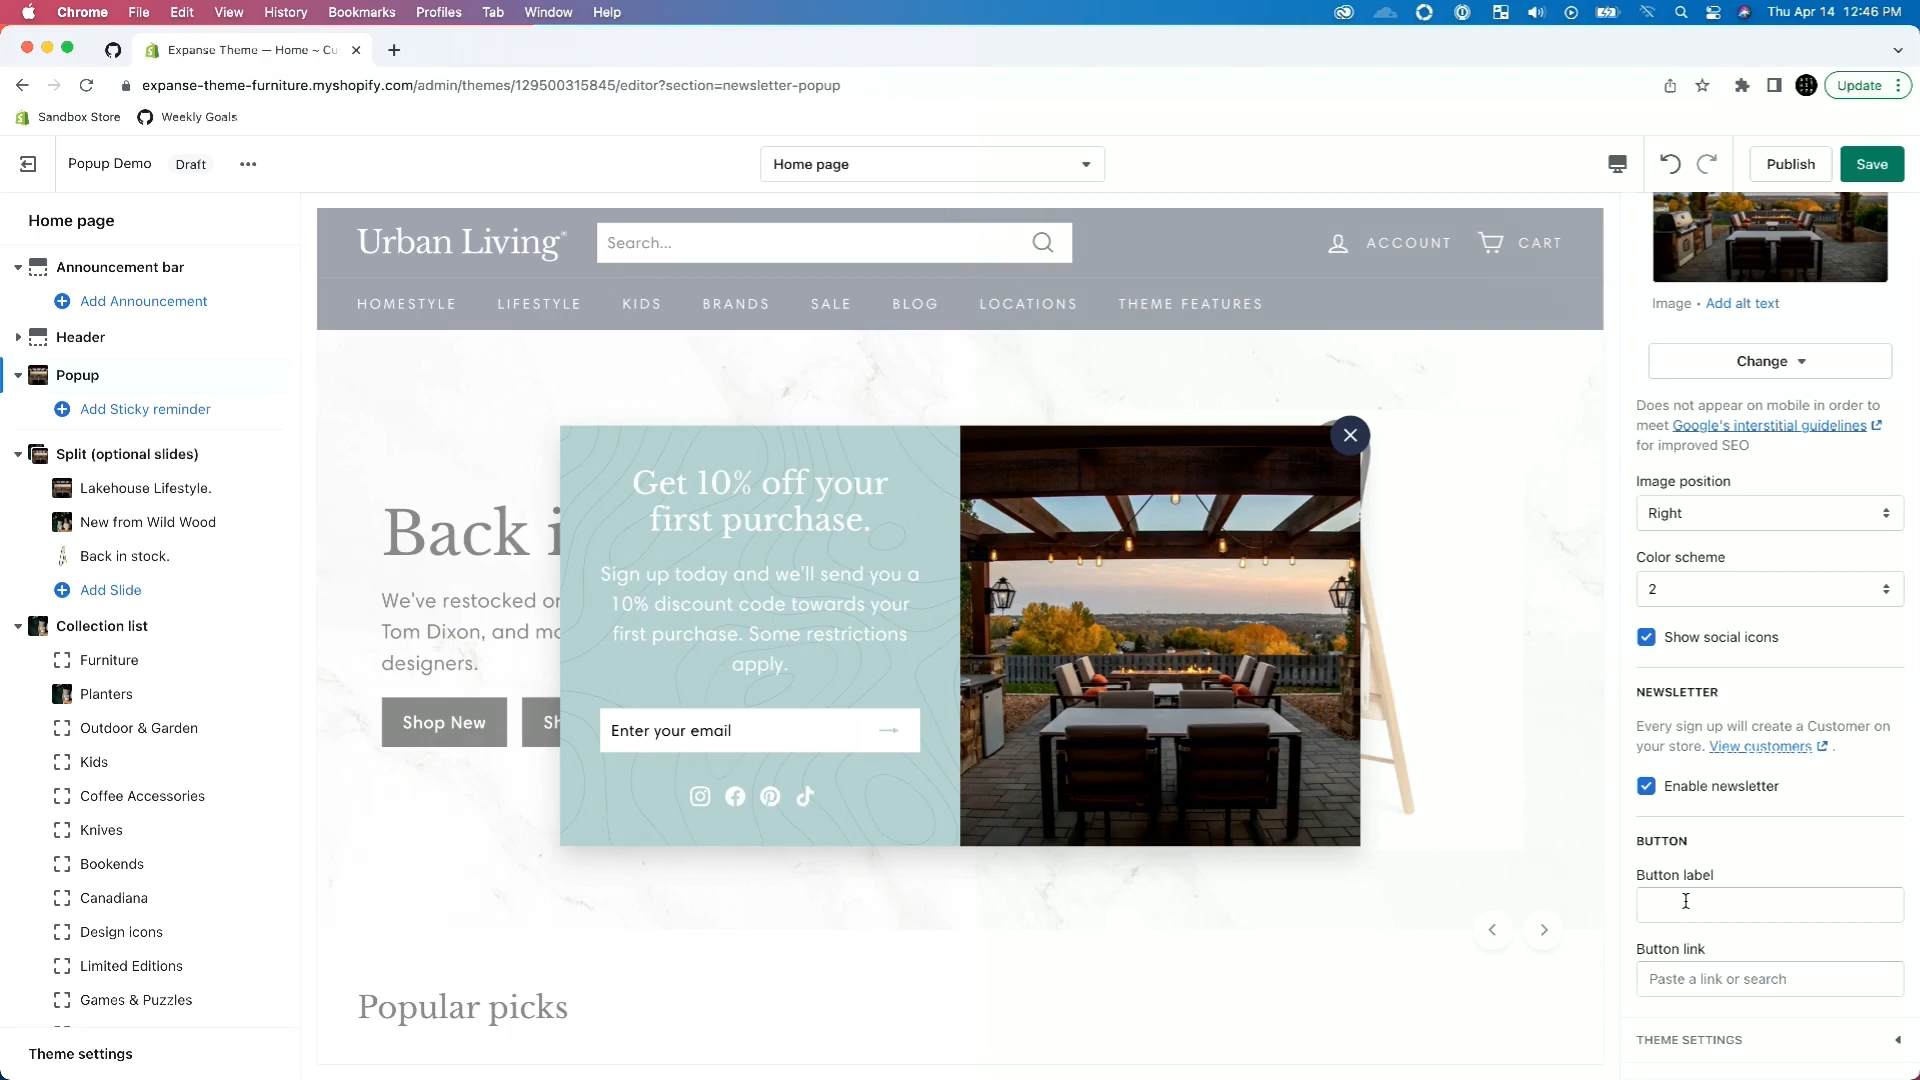 Chrome File Edit View History Bookmarks Profiles Tab Window Help Thu Apr 14 12:46 PM
Expanse Theme — Home ~ Cu
expanse-theme-furniture.myshopify.com/admin/themes/129500315845/editor?section=newsletter-popup Update
Sandbox Store Weekly Goals
Popup Demo Draft Home page Publish Save
Home page
Announcement bar
Add Announcement
Header
Popup
Add Sticky reminder
Split (optional slides)
Lakehouse Lifestyle.
New from Wild Wood
Back in stock.
Add Slide
Collection list
Furniture
Planters
Outdoor & Garden
Kids
Coffee Accessories
Knives
Bookends
Canadiana
Design icons
Limited Editions
Games & Puzzles
Theme settings
Urban Living® Search... ACCOUNT CART
HOMESTYLE LIFESTYLE KIDS BRANDS SALE BLOG LOCATIONS THEME FEATURES
Back i
We've restocked or
Tom Dixon, and mo
designers.
Shop New Sh
Get 10% off your
first purchase.
Sign up today and we'll send you a
10% discount code towards your
first purchase. Some restrictions
apply.
Enter your email
Popular picks
Image • Add alt text
Change
Does not appear on mobile in order to
meet Google's interstitial guidelines
for improved SEO
Image position
Right
Color scheme
2
Show social icons
NEWSLETTER
Every sign up will create a Customer on
your store. View customers .
Enable newsletter
BUTTON
Button label
Button link
Paste a link or search
THEME SETTINGS